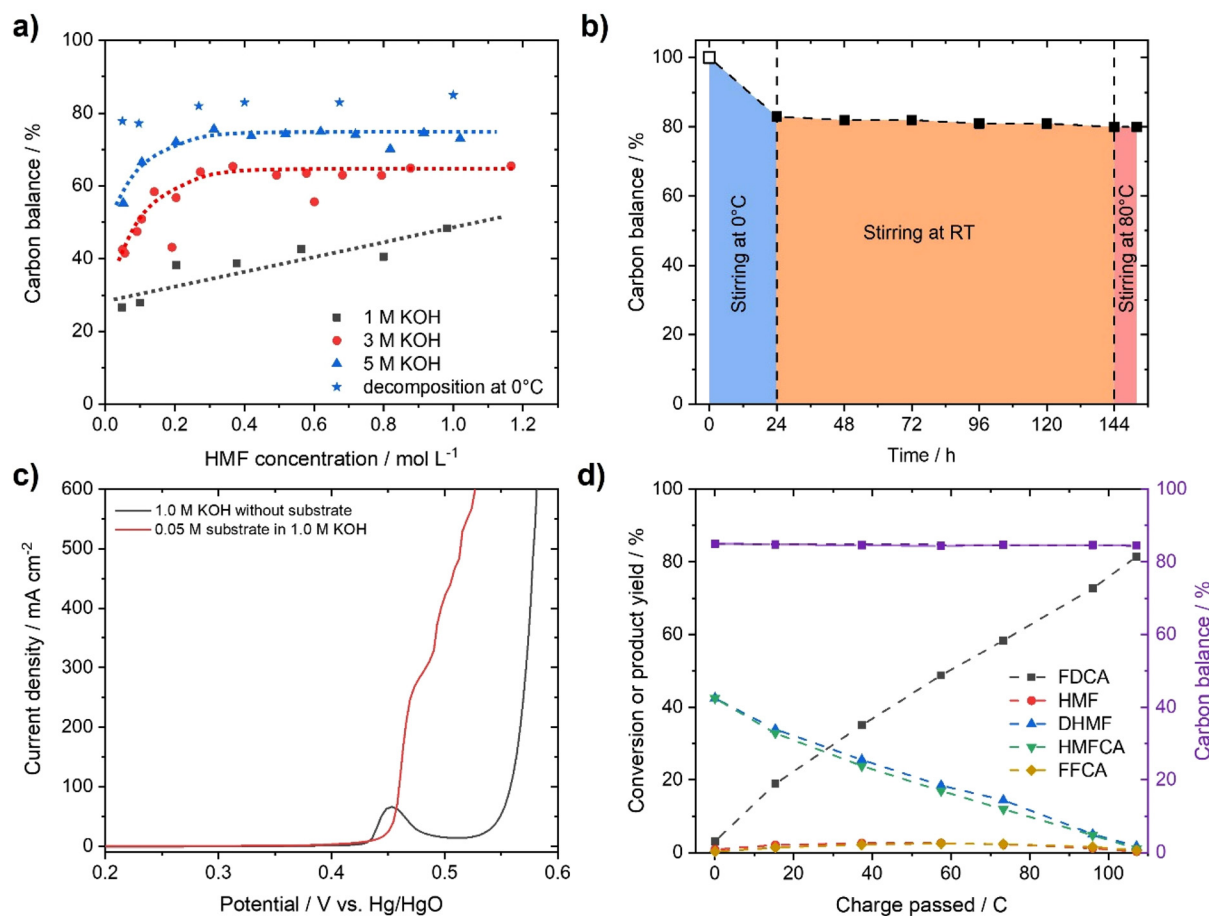 a)
100
80
60
40
20
0
Carbon balance / %
1 M KOH
3 M KOH
5 M KOH
decomposition at 0°C
0.0 0.2 0.4 0.6 0.8 1.0 1.2
HMF concentration / mol L⁻¹
b)
100
80
60
40
20
0
Carbon balance / %
Stirring at 0°C
Stirring at RT
Stirring at 80°C
0 24 48 72 96 120 144
Time / h
c)
600
500
400
300
200
100
0
Current density / mA cm⁻²
1.0 M KOH without substrate
0.05 M substrate in 1.0 M KOH
0.2 0.3 0.4 0.5 0.6
Potential / V vs. Hg/HgO
d)
100
80
60
40
20
0
Conversion or product yield / %
FDCA
HMF
DHMF
HMFCA
FFCA
100
80
60
40
20
0
Carbon balance / %
0 20 40 60 80 100
Charge passed / C